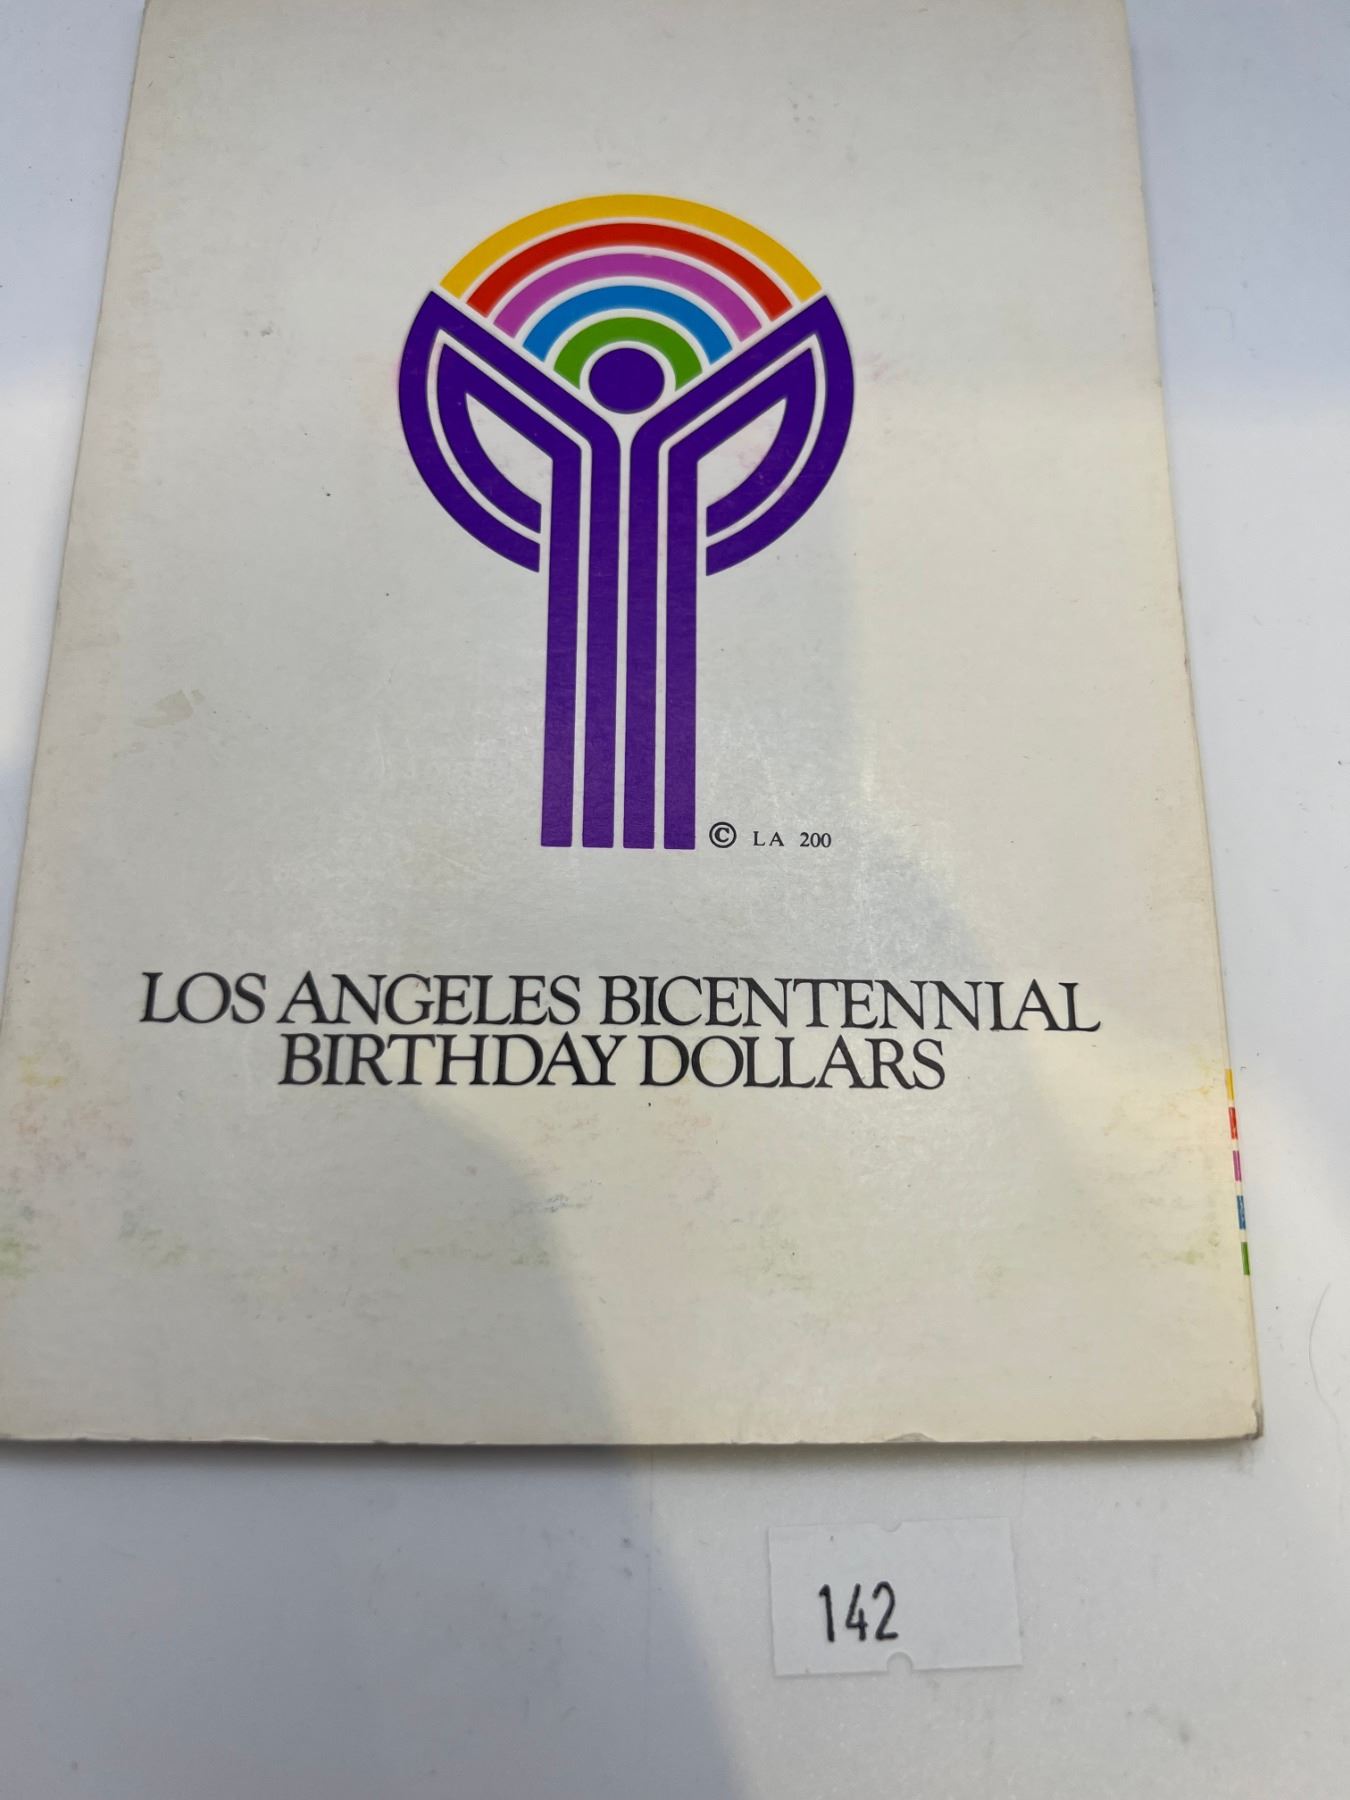 © LA 200
LOS ANGELES BICENTENNIAL
BIRTHDAY DOLLARS
142